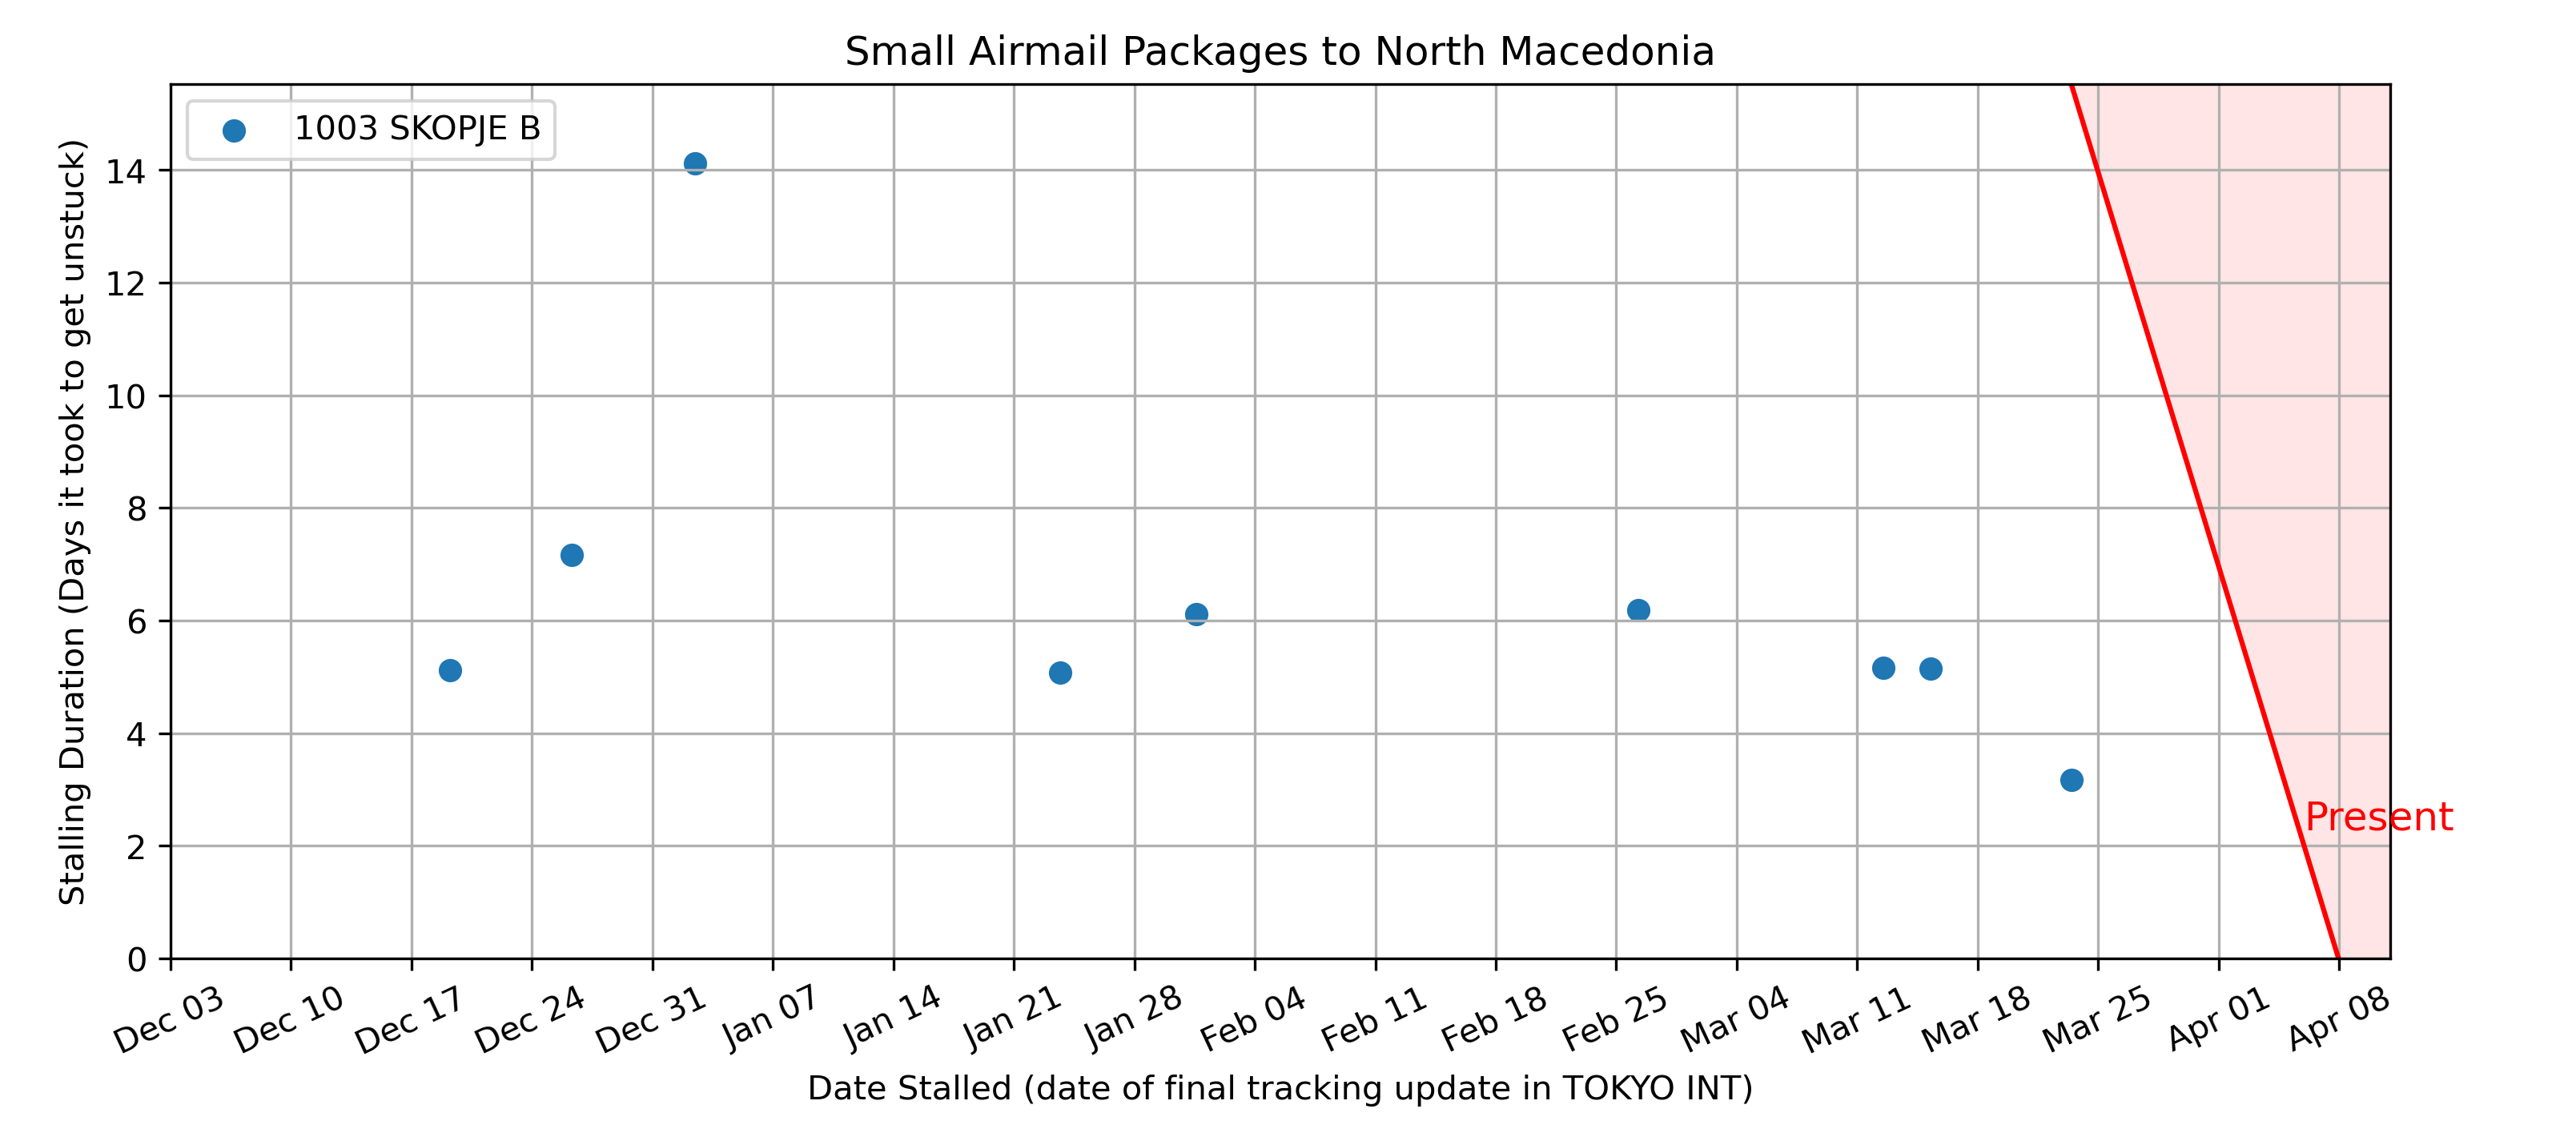 Small Airmail Packages to North Macedonia
1003 SKOPJE B
Stalling Duration (Days it took to get unstuck)
14
12
10
8
6
4
2
0
Present
Dec 03
Dec 10
Dec 17
Dec 24
Dec 31
Jan 07
Jan 14
Jan 21
Jan 28
Feb 04
Feb 11
Feb 18
Feb 25
Mar 04
Mar 11
Mar 18
Mar 25
Apr 01
Apr 08
Date Stalled (date of final tracking update in TOKYO INT)